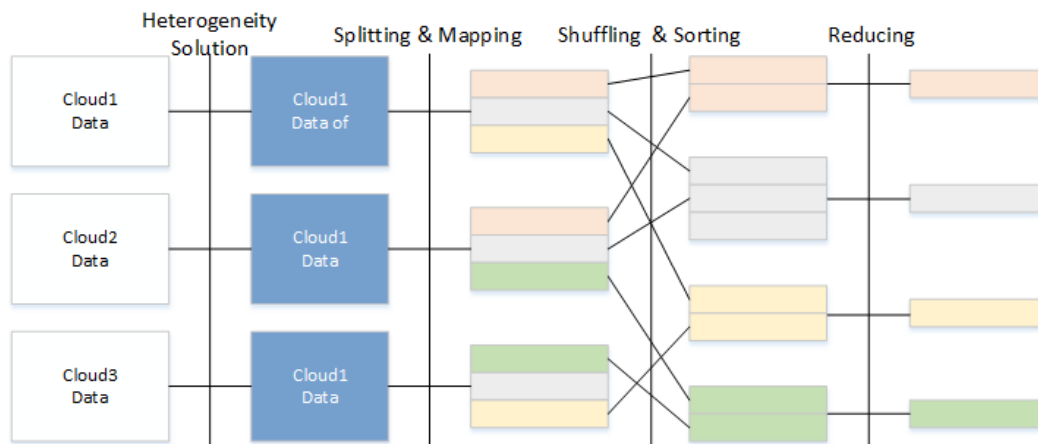 Heterogeneity
Solution
Splitting & Mapping
Shuffling & Sorting
Reducing
Cloud1
Data
Cloud1
Data of
Cloud2
Data
Cloud1
Data
Cloud3
Data
Cloud1
Data